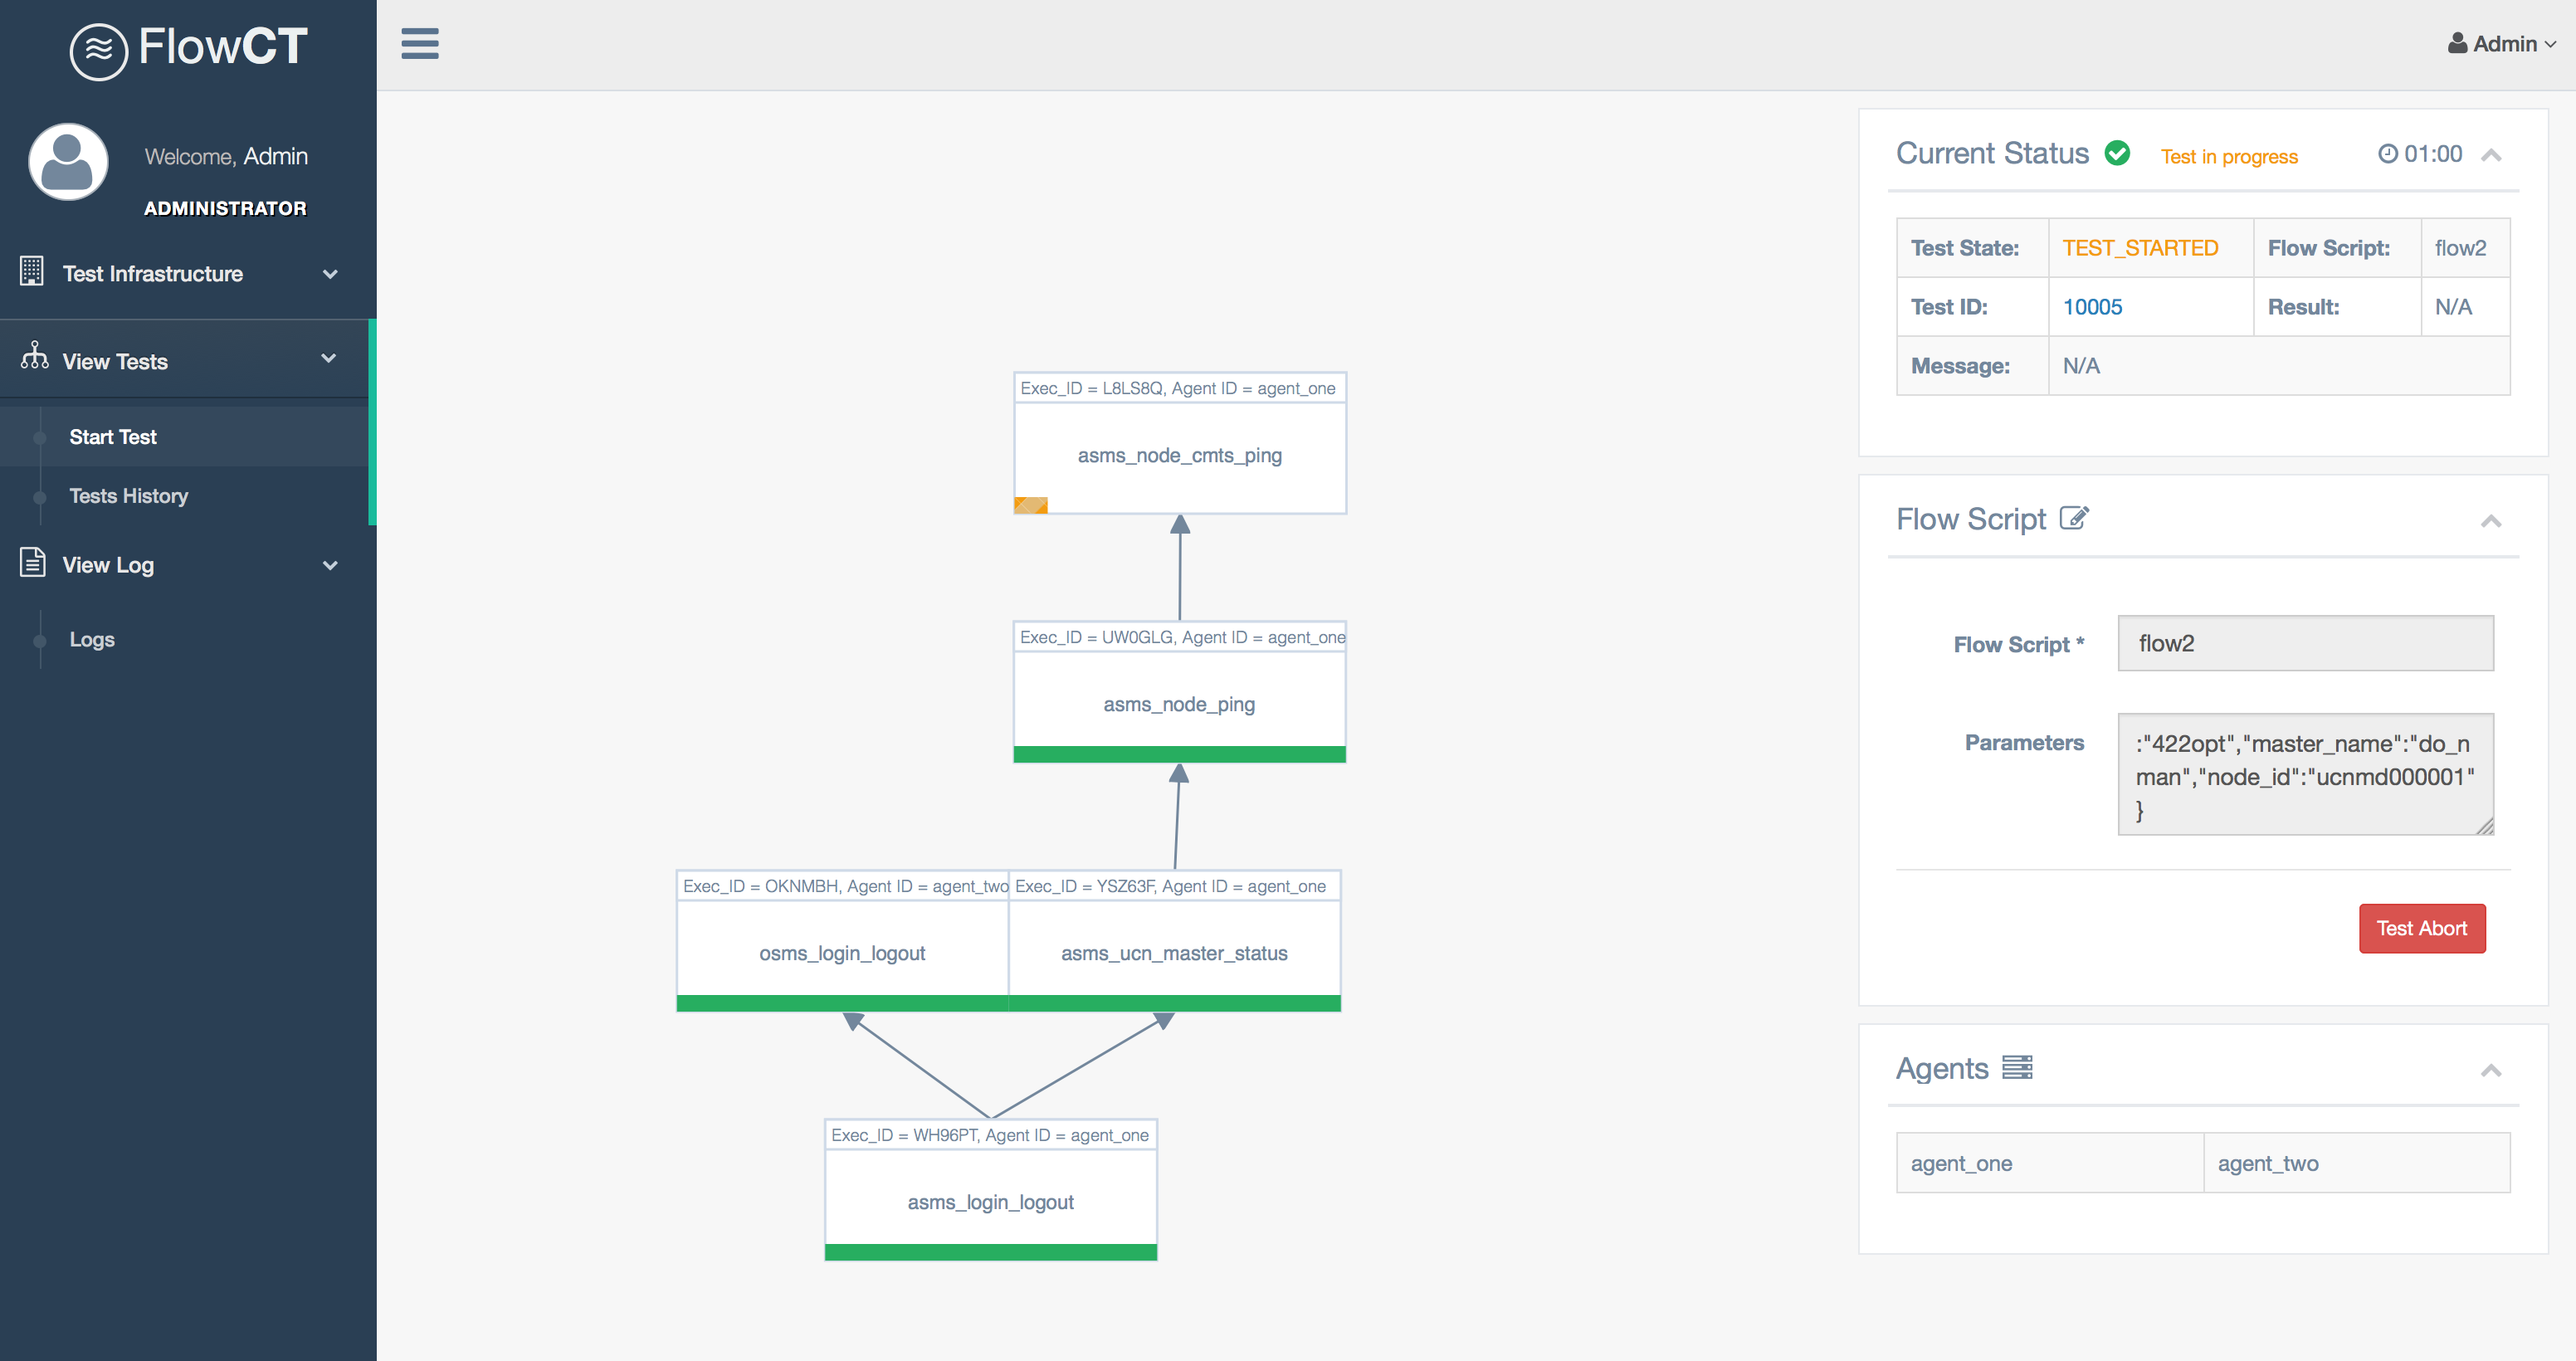 FlowCT
Welcome, Admin
ADMINISTRATOR
Test Infrastructure
View Tests
Start Test
Tests History
View Log
Logs
Admin
Exec_ID = L8LS8Q, Agent ID = agent_one
asms_node_cmts_ping
Exec_ID = UW0GLG, Agent ID = agent_one
asms_node_ping
Exec_ID = OKNMBH, Agent ID = agent_two
osms_login_logout
Exec_ID = YSZ63F, Agent ID = agent_one
asms_ucn_master_status
Exec_ID = WH96PT, Agent ID = agent_one
asms_login_logout
Current Status Test in progress 01:00
Test State: TEST_STARTED Flow Script: flow2
Test ID: 10005 Result: N/A
Message: N/A
Flow Script
Flow Script * flow2
Parameters :"422opt","master_name":"do_n
man","node_id":"ucnmd000001"
}
Test Abort
Agents
agent_one agent_two